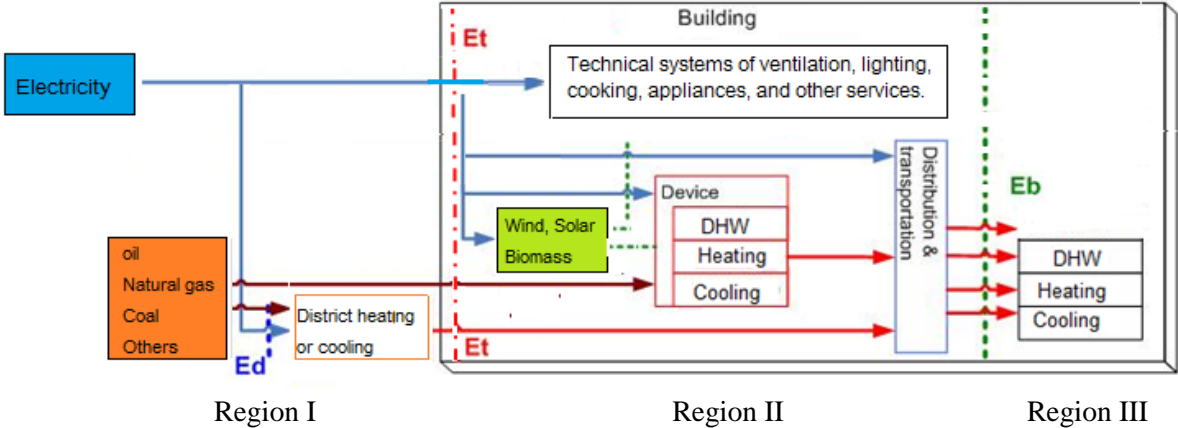 Building
Et
Electricity
Technical systems of ventilation, lighting,
cooking, appliances, and other services.
Distribution &
transportation
Eb
Device
DHW
Heating
Cooling
Wind, Solar
Biomass
oil
Natural gas
Coal
Others
District heating
or cooling
Ed
Et
DHW
Heating
Cooling
Region I
Region II
Region III